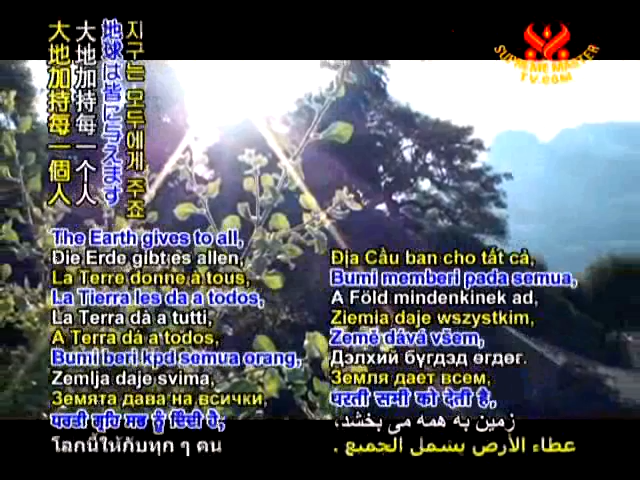 SUPREME MASTER
TV.COM
지구는 모두에게 주죠
地球は皆に与えます
大地加持每一个人
大地加持每一個人
The Earth gives to all,
Die Erde gibt es allen,
La Terre donne à tous,
La Tierra les da a todos,
La Terra dà a tutti,
A Terra dá a todos,
Bumi beri kpd semua orang,
Zemlja daje svima,
Земята дава на всички,
ਧਰਤੀ ਗ੍ਰਹਿ ਸਭ ਨੂੰ ਦਿੰਦੀ ਹੈ;
โลกนี้ให้กับทุก ๆ คน
Địa Cầu ban cho tất cả,
Bumi memberi pada semua,
A Föld mindenkinek ad,
Ziemia daje wszystkim,
Země dává všem,
Дэлхий бүгдэд өгдөг.
Земля дает всем,
धरती सभी को देती है,
زمین به همه می بخشد،
عطاء الأرض يشمل الجميع .